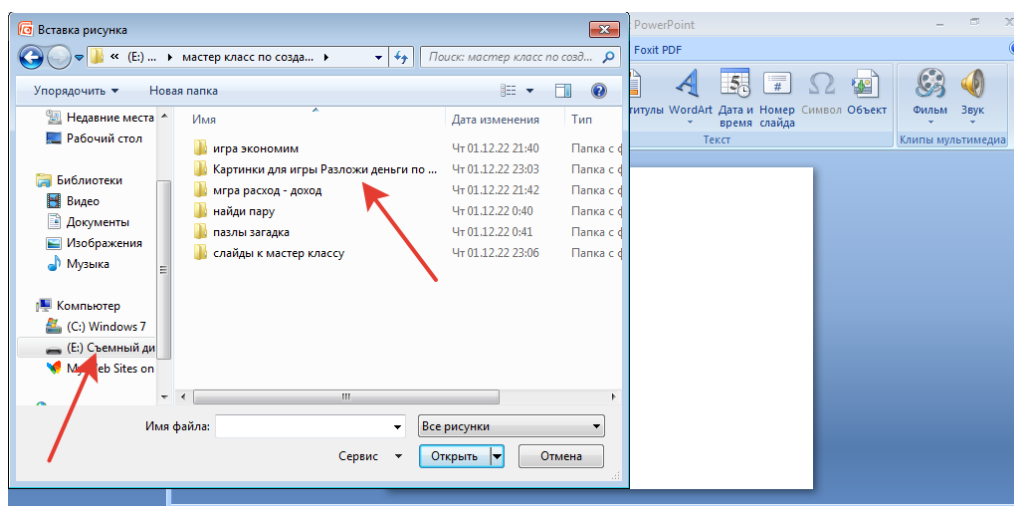 Вставка рисунка
PowerPoint
« (E:) ... мастер класс по созда...
Поиск: мастер класс по созд...
Foxit PDF
Упорядочить
Новая папка
WordArt Дата и время Номер слайда Символ Объект
Фильм Звук
Текст
Клипы мультимедиа
Недавние места
Рабочий стол
Библиотеки
Видео
Документы
Изображения
Музыка
Компьютер
(C:) Windows 7
(E:) Съемный ди
Sites on
Имя Дата изменения Тип
игра экономим Чт 01.12.22 21:40 Папка с
Картинки для игры Разложи деньги по ... Чт 01.12.22 23:03 Папка с
мгра расход - доход Чт 01.12.22 21:42 Папка с
найди пару Чт 01.12.22 0:40 Папка с
пазлы загадка Чт 01.12.22 0:41 Папка с
слайды к мастер классу Чт 01.12.22 23:06 Папка с
Имя файла:
Все рисунки
Сервис
Открыть
Отмена